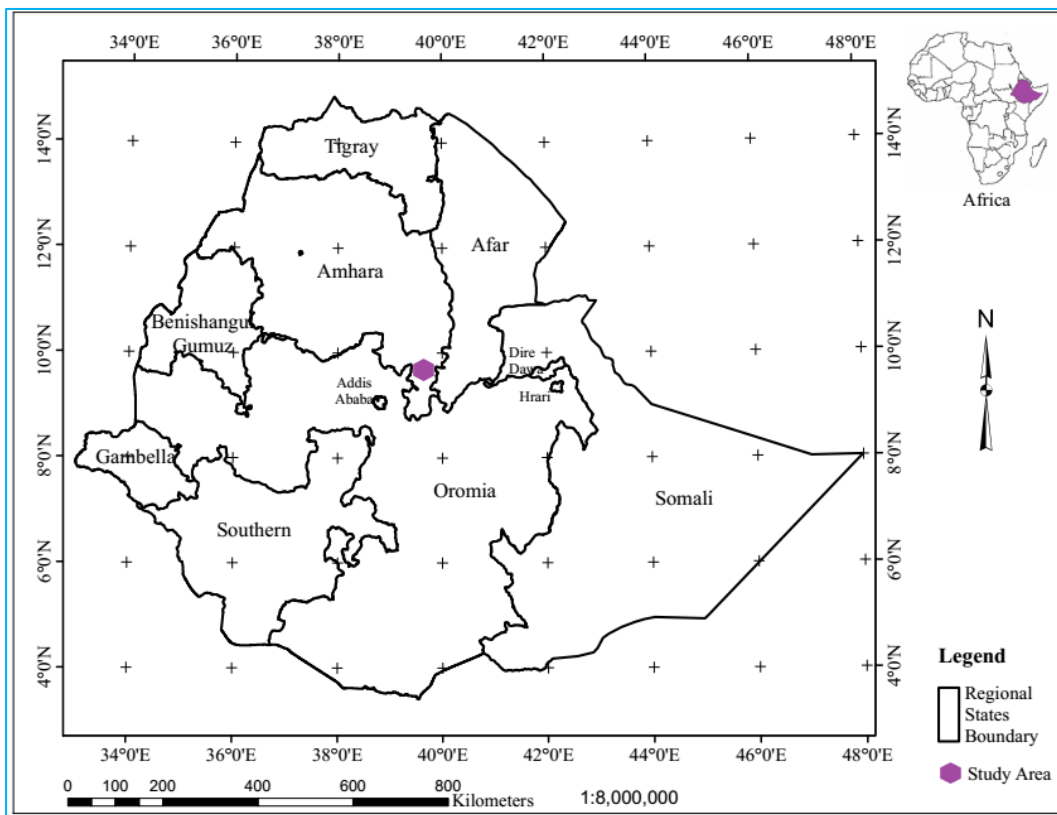 34°0'E 36°0'E 38°0'E 40°0'E 42°0'E 44°0'E 46°0'E 48°0'E
14°0'N 14°0'N
12°0'N 12°0'N
10°0'N 10°0'N
8°0'N 8°0'N
6°0'N 6°0'N
4°0'N 4°0'N
Tigray
Afar
Amhara
Benishangu
Gumuz
Dire
Dawa
Addis
Ababa
Hrari
Gambella
Oromia
Somali
Southern
34°0'E 36°0'E 38°0'E 40°0'E 42°0'E 44°0'E 46°0'E 48°0'E
0 100 200 400 600 800
Kilometers
1:8,000,000
Africa
N
Legend
Regional
States
Boundary
Study Area